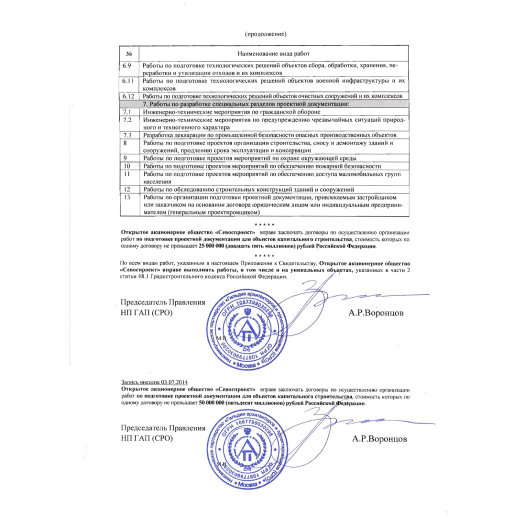 (продолжение)
№ Наименование вида работ
6.9 Работы по подготовке технологических решений объектов сбора, обработки, хранения, пе-
реработки и утилизации отходов и их комплексов
6.11 Работы по подготовке технологических решений объектов военной инфраструктуры и их
комплексов
6.12 Работы по подготовке технологических решений объектов очистных сооружений и их комплексов
7. Работы по разработке специальных разделов проектной документации:
7.1 Инженерно-технические мероприятия по гражданской обороне
7.2 Инженерно-технические мероприятия по предупреждению чрезвычайных ситуаций природ-
ного и техногенного характера
7.3 Разработка декларации по промышленной безопасности опасных производственных объектов
8 Работы по подготовке проектов организации строительства, сносу и демонтажу зданий и
сооружений, продлению срока эксплуатации и консервации
9 Работы по подготовке проектов мероприятий по охране окружающей среды
10 Работы по подготовке проектов мероприятий по обеспечению пожарной безопасности
11 Работы по подготовке проектов мероприятий по обеспечению доступа маломобильных групп
населения
12 Работы по обследованию строительных конструкций зданий и сооружений
13 Работы по организации подготовки проектной документации, привлекаемым застройщиком
или заказчиком на основании договора юридическим лицом или индивидуальным предприни-
мателем (генеральным проектировщиком)
* * * * *
Открытое акционерное общество «Севоспроект» вправе заключать договоры по осуществлению организации
работ по подготовке проектной документации для объектов капитального строительства, стоимость которых по
одному договору не превышает 25 000 000 (двадцать пять миллионов) рублей Российской Федерации.
* * * * *
По всем видам работ, указанным в настоящем Приложении к Свидетельству, Открытое акционерное общество
«Севоспроект» вправе выполнять работы, в том числе и на уникальных объектах, указанных в части 2
статьи 48.1 Градостроительного кодекса Российской Федерации.
Председатель Правления
НП ГАП (СРО) А.Р.Воронцов
Запись внесена 03.07.2014
Открытое акционерное общество «Севоспроект» вправе заключать договоры по осуществлению организации
работ по подготовке проектной документации для объектов капитального строительства, стоимость которых по
одному договору не превышает 50 000 000 (пятьдесят миллионов) рублей Российской Федерации.
Председатель Правления
НП ГАП (СРО) А.Р.Воронцов